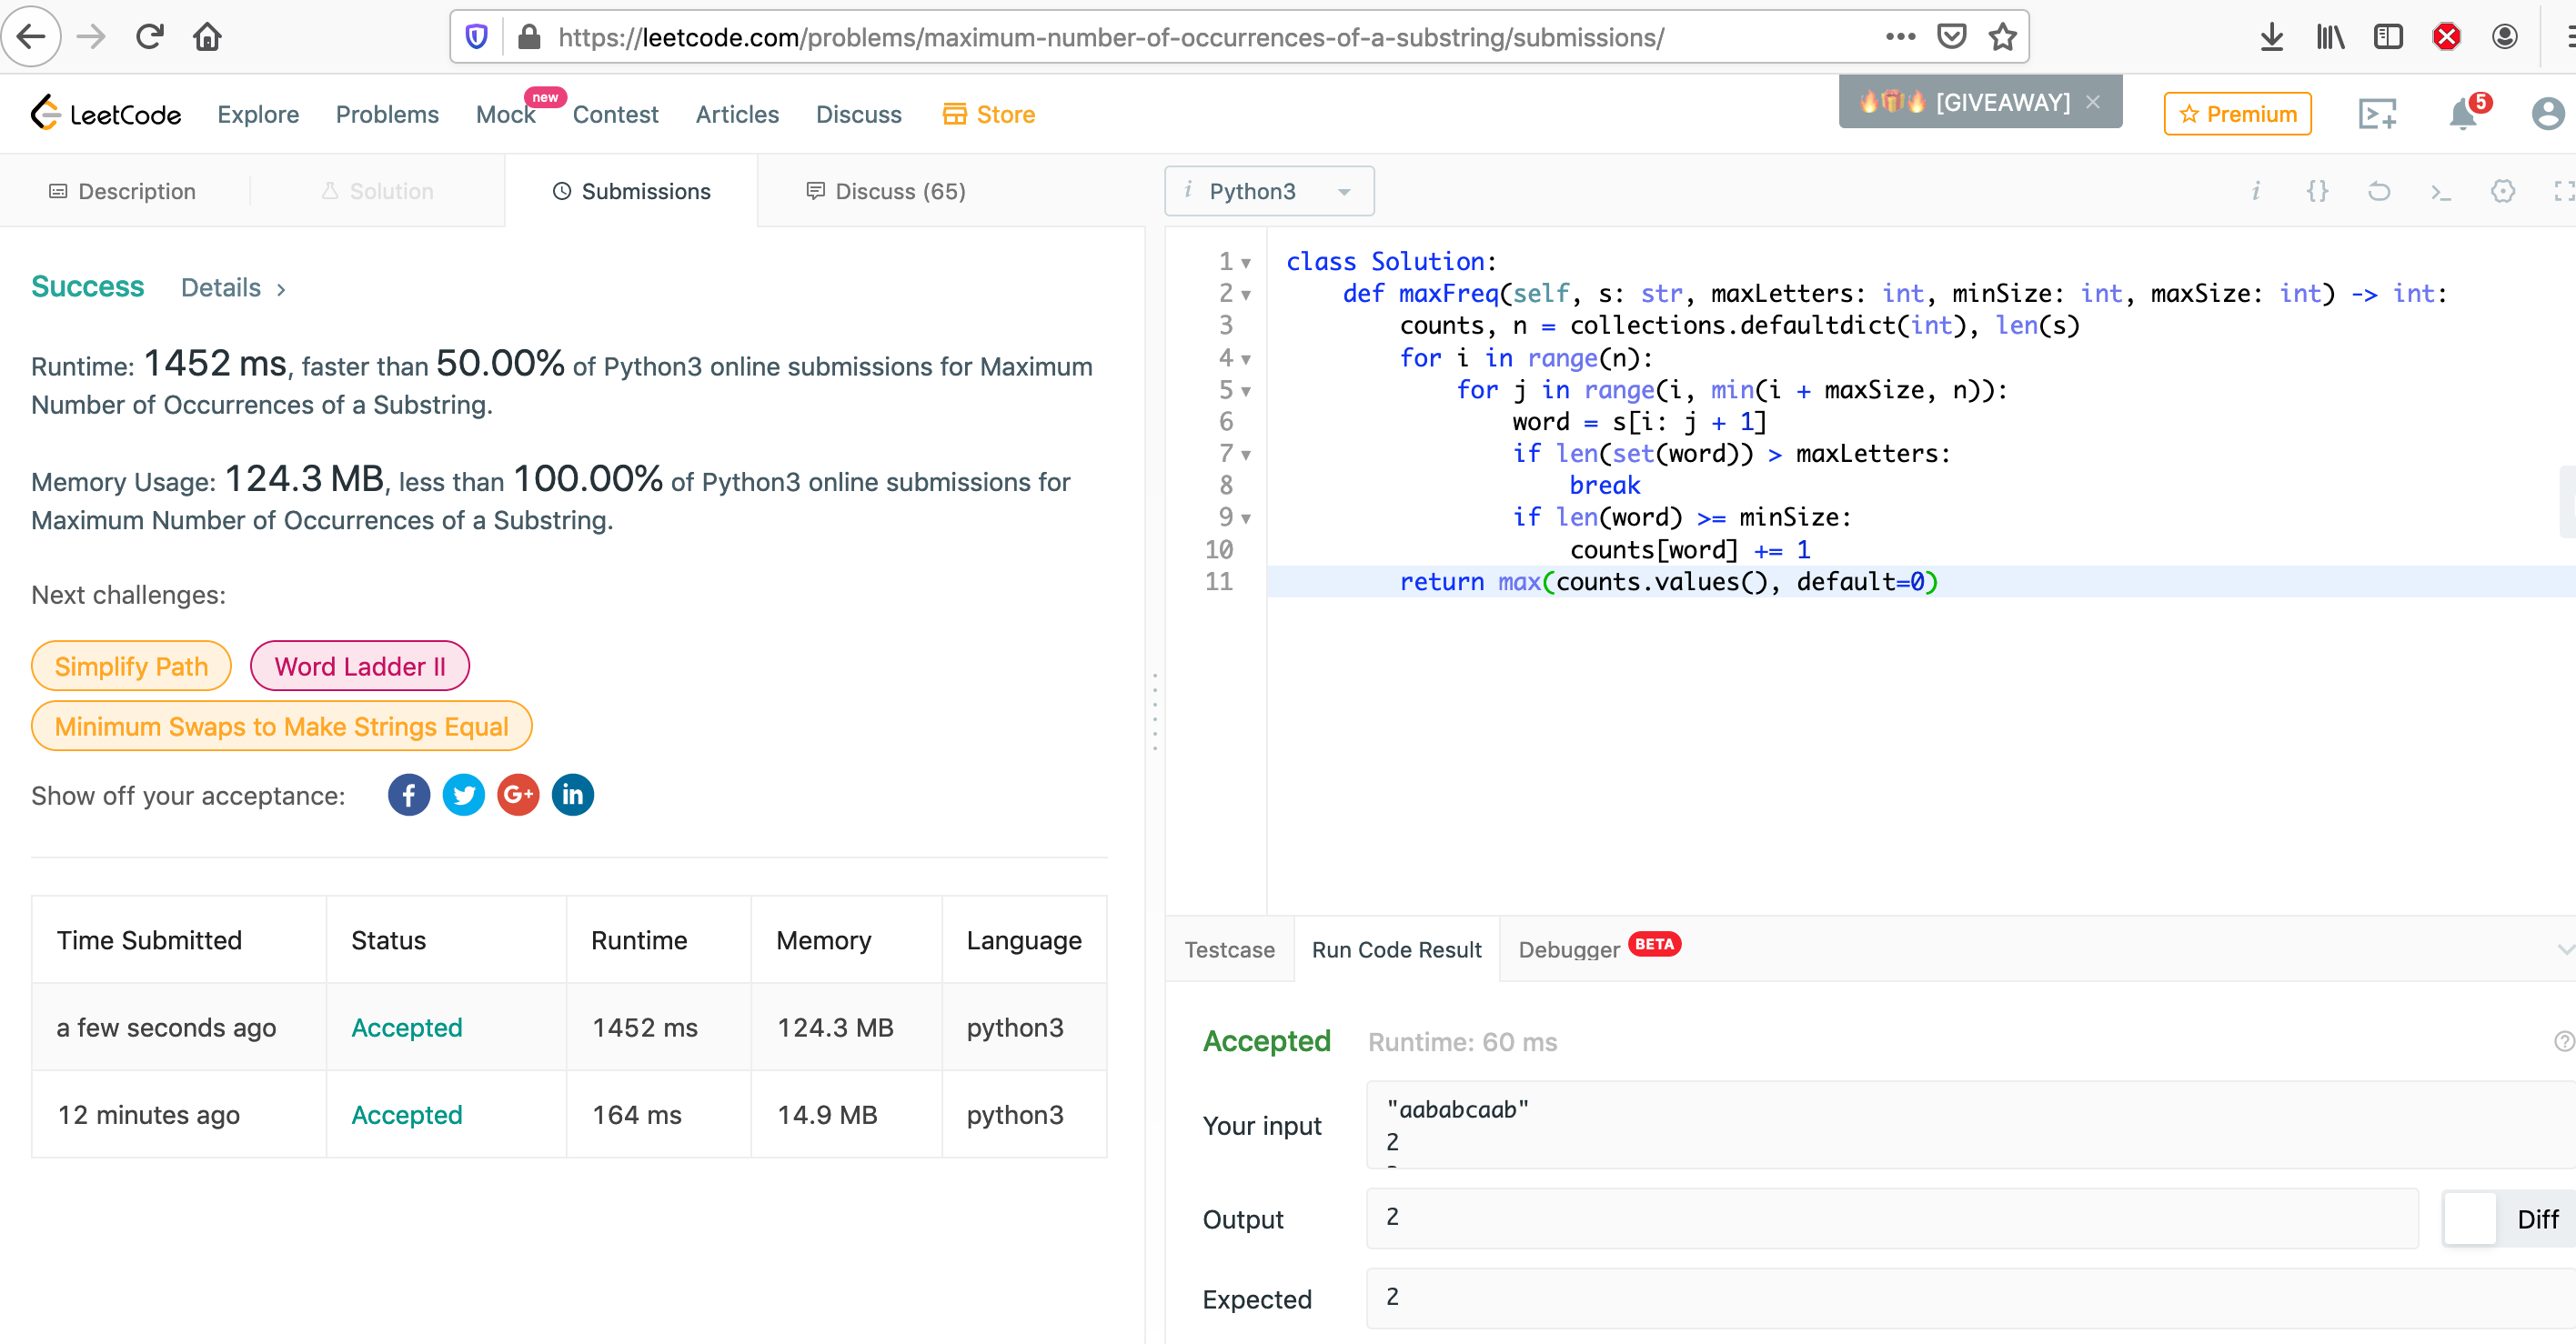 https://leetcode.com/problems/maximum-number-of-occurrences-of-a-substring/submissions/
LeetCode
Explore
Problems
Mock
new
Contest
Articles
Discuss
Store
[GIVEAWAY]
Premium
5
Description
Solution
Submissions
Discuss (65)
Success
Details
Runtime: 1452 ms, faster than 50.00% of Python3 online submissions for Maximum
Number of Occurrences of a Substring.
Memory Usage: 124.3 MB, less than 100.00% of Python3 online submissions for
Maximum Number of Occurrences of a Substring.
Next challenges:
Simplify Path
Word Ladder II
Minimum Swaps to Make Strings Equal
Show off your acceptance:
Time Submitted Status Runtime Memory Language
a few seconds ago Accepted 1452 ms 124.3 MB python3
12 minutes ago Accepted 164 ms 14.9 MB python3
i Python3
1 class Solution:
2 def maxFreq(self, s: str, maxLetters: int, minSize: int, maxSize: int) -> int:
3 counts, n = collections.defaultdict(int), len(s)
4 for i in range(n):
5 for j in range(i, min(i + maxSize, n)):
6 word = s[i: j + 1]
7 if len(set(word)) > maxLetters:
8 break
9 if len(word) >= minSize:
10 counts[word] += 1
11 return max(counts.values(), default=0)
Testcase
Run Code Result
Debugger BETA
Accepted
Runtime: 60 ms
Your input
"aababcaab"
2
Output
2
Diff
Expected
2